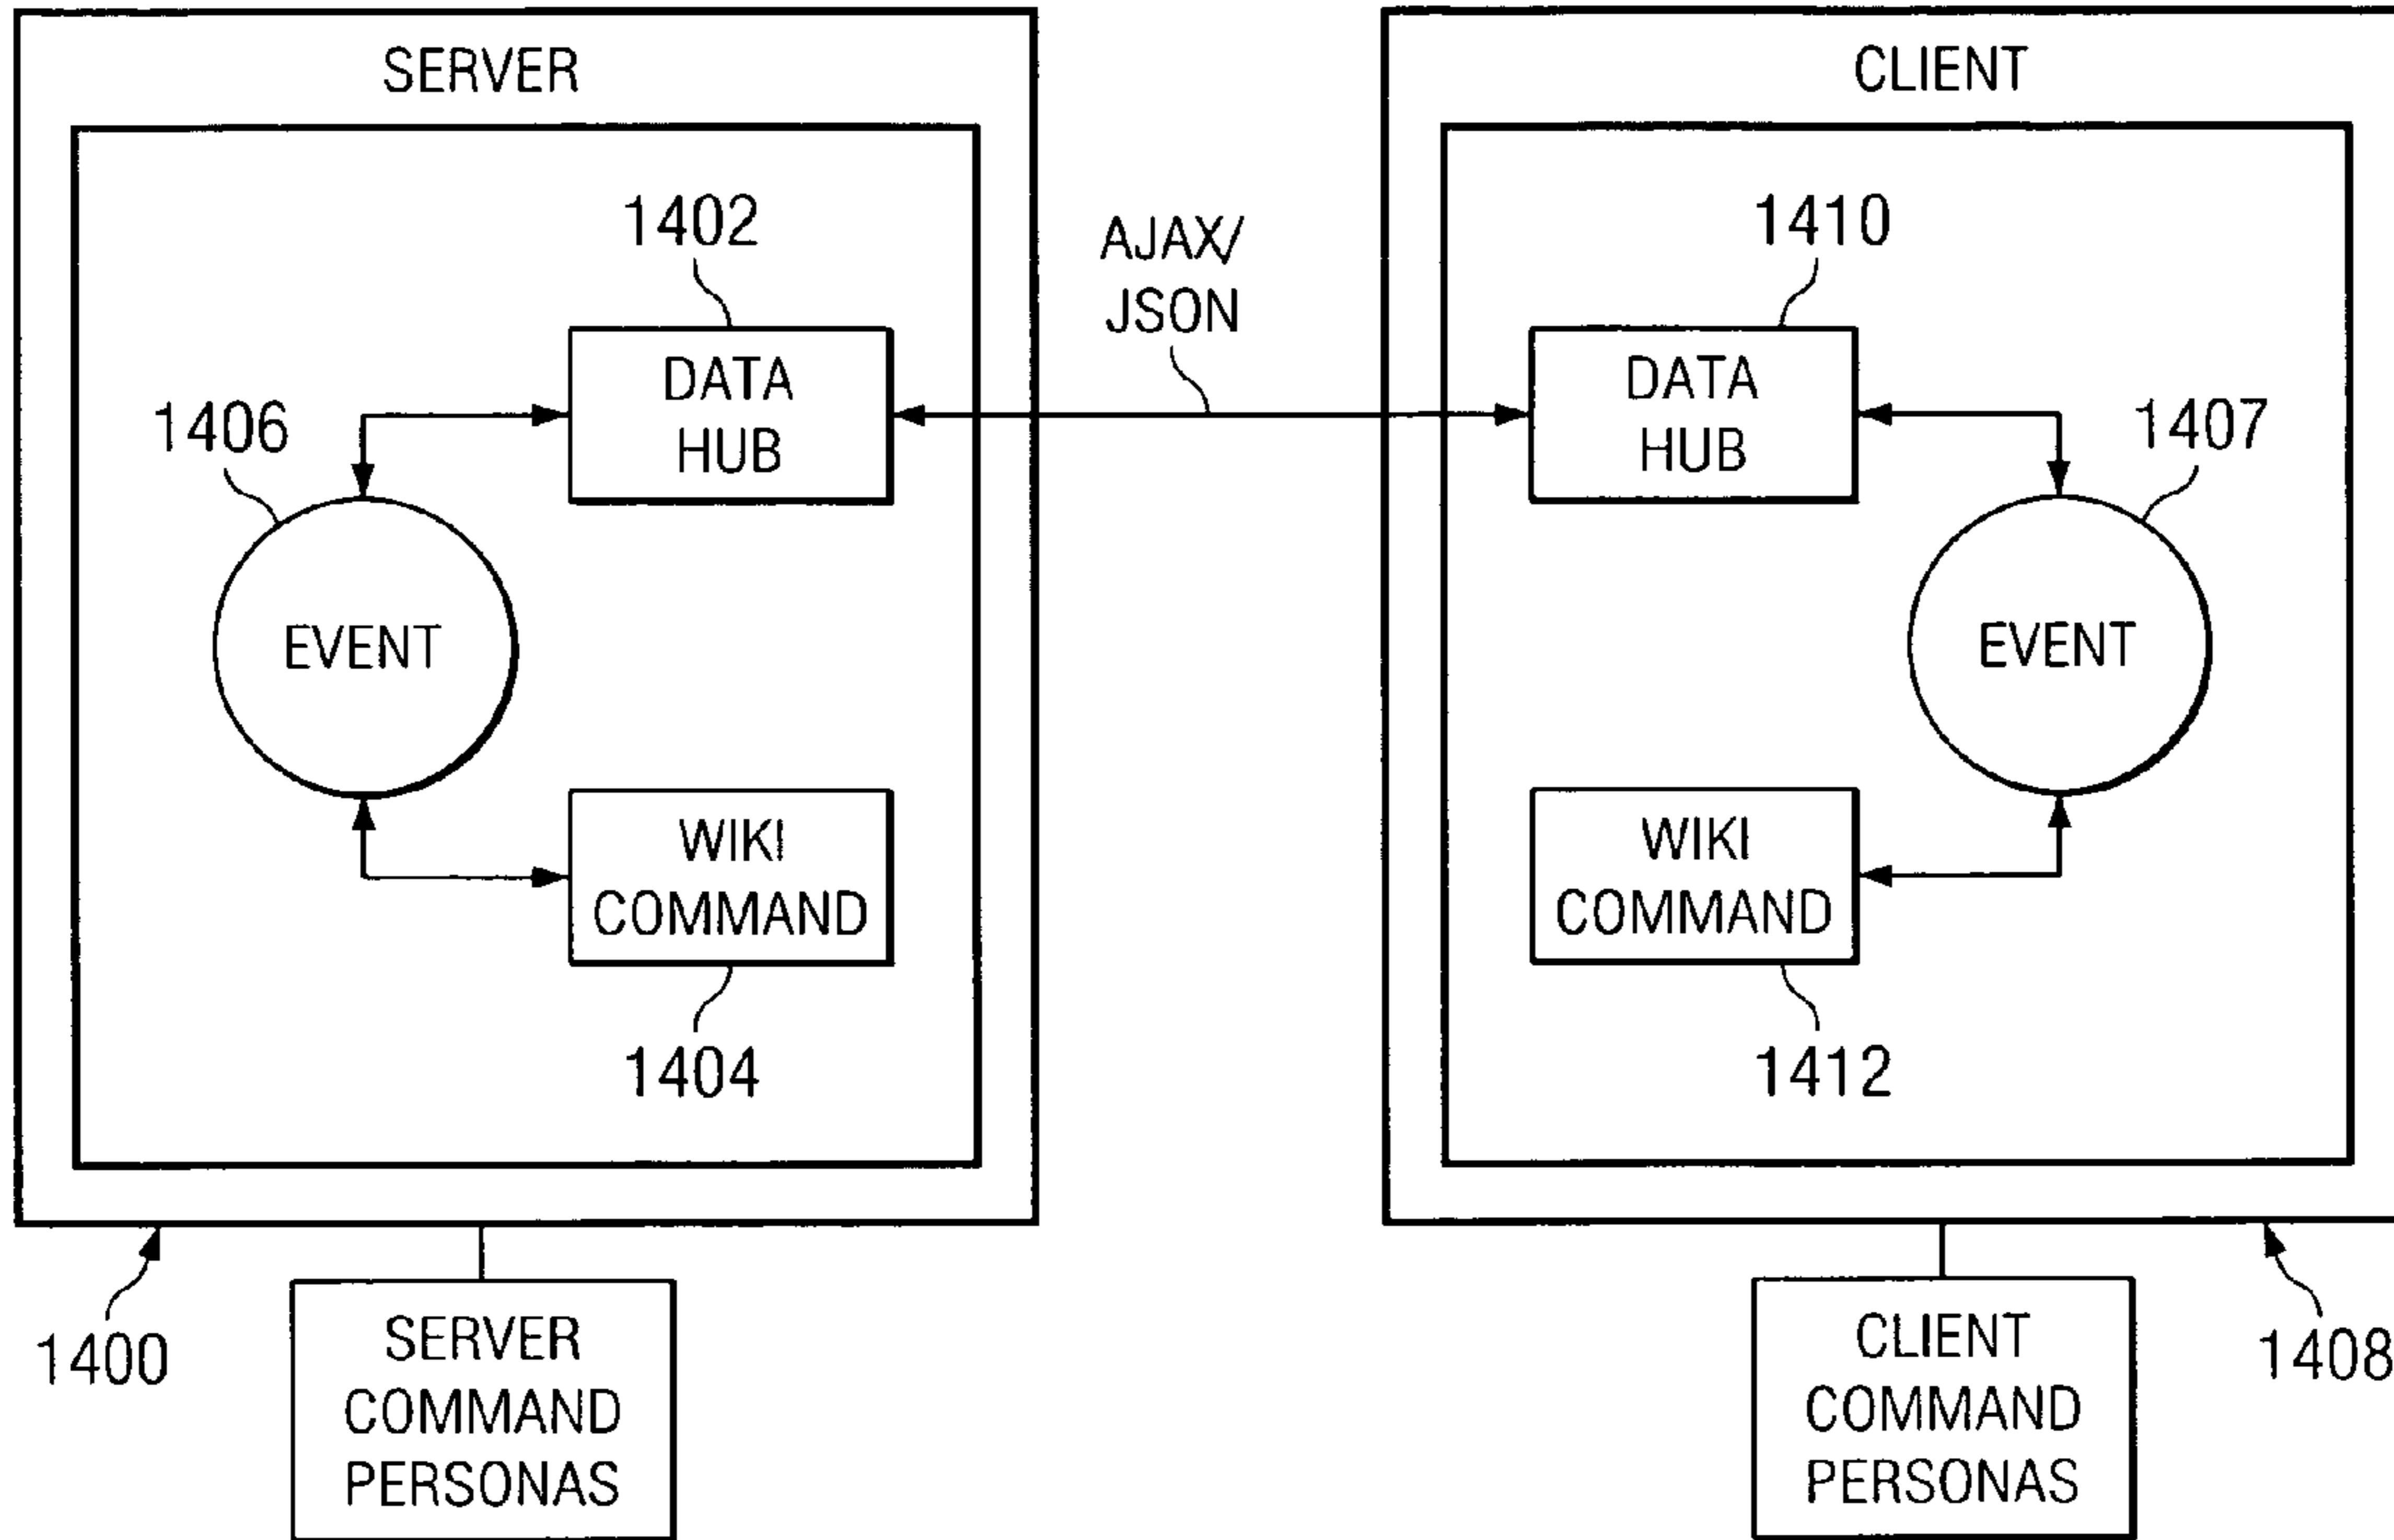 SERVER
1402
DATA
HUB
1406
EVENT
WIKI
COMMAND
1404
AJAX/
JSON
CLIENT
1410
DATA
HUB
1407
EVENT
WIKI
COMMAND
1412
1400
SERVER
COMMAND
PERSONAS
CLIENT
COMMAND
PERSONAS
1408